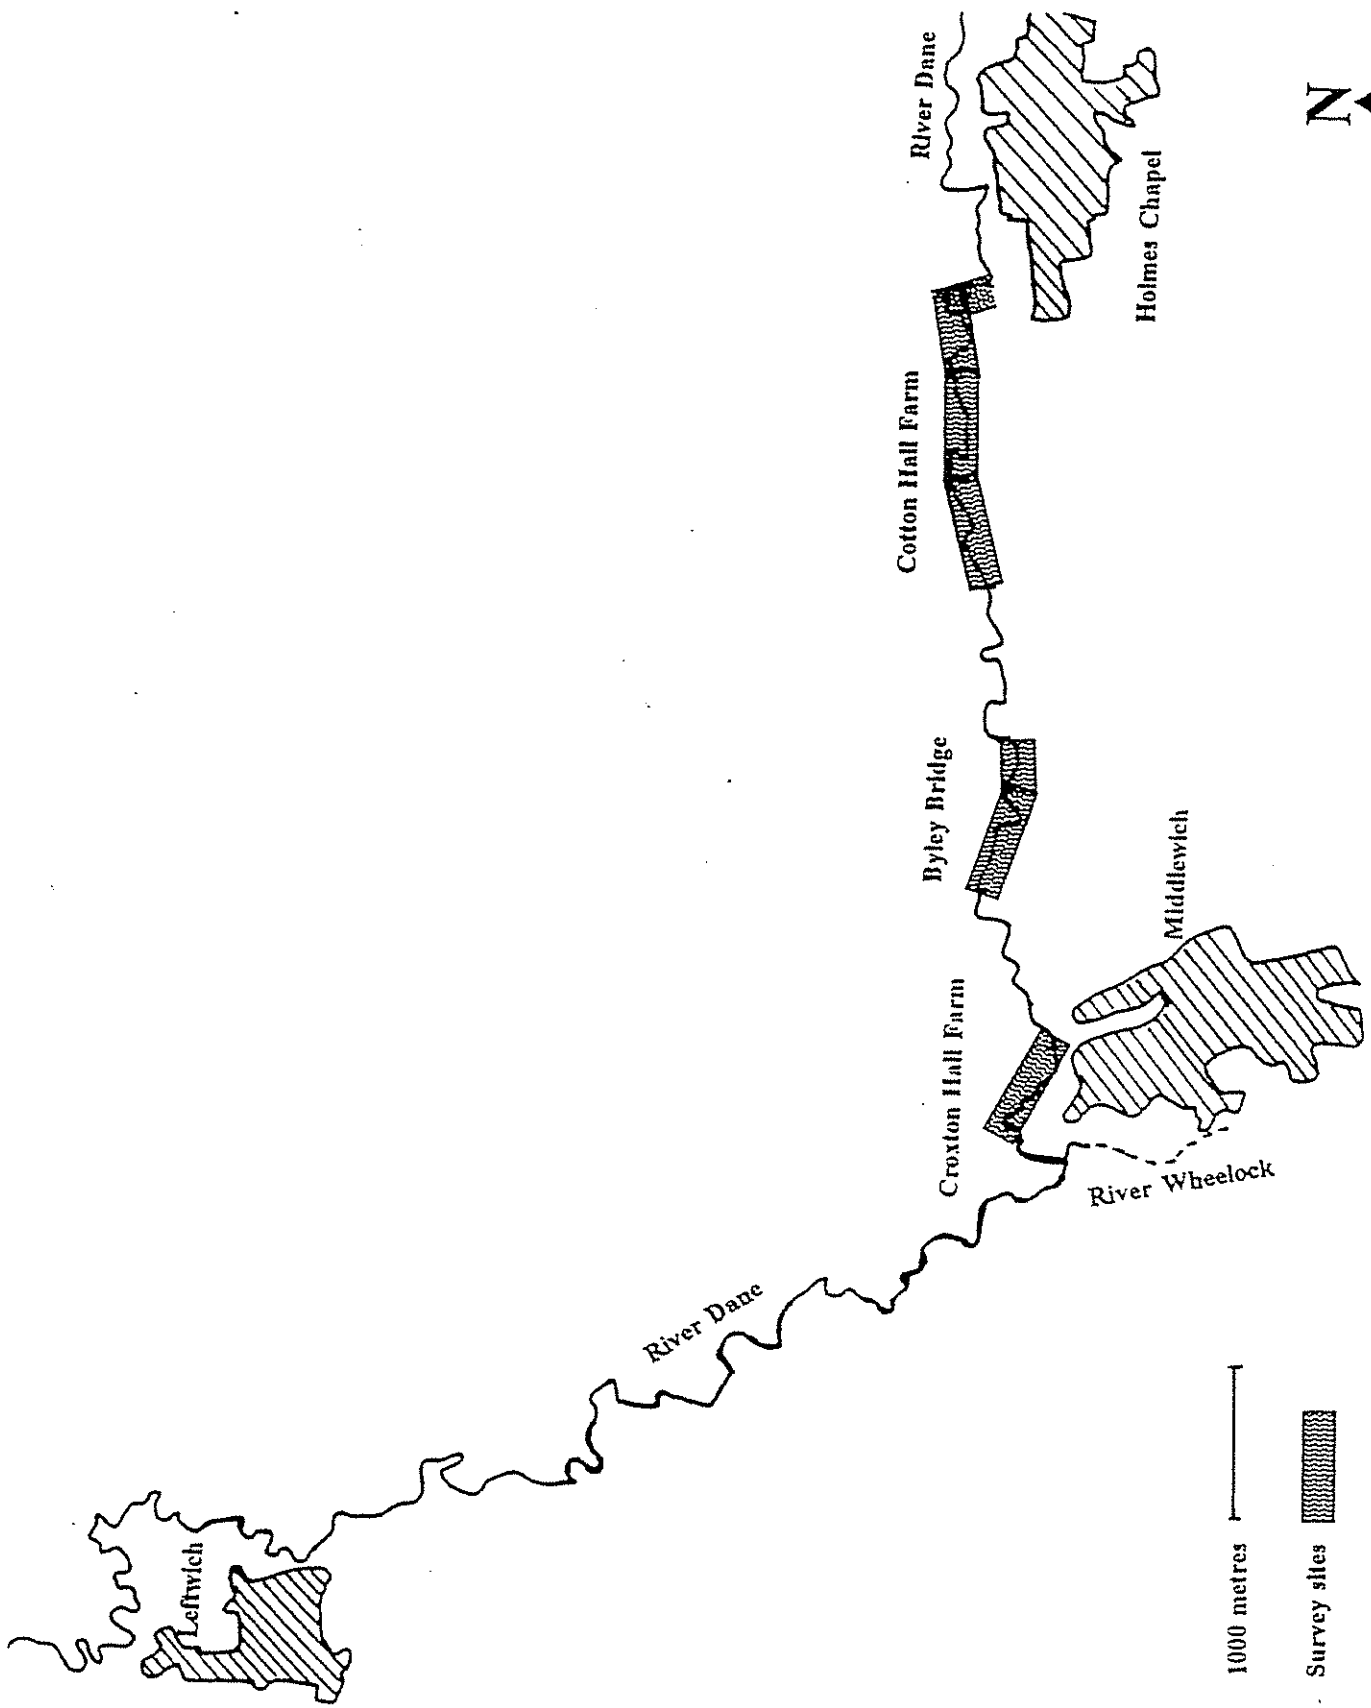 Leftwich
River Dane
River Wheelock
Croxton Hall Farm
Middlewich
Byley Bridge
Cotton Hall Farm
Holmes Chapel
River Dane
N
1000 metres
Survey sites